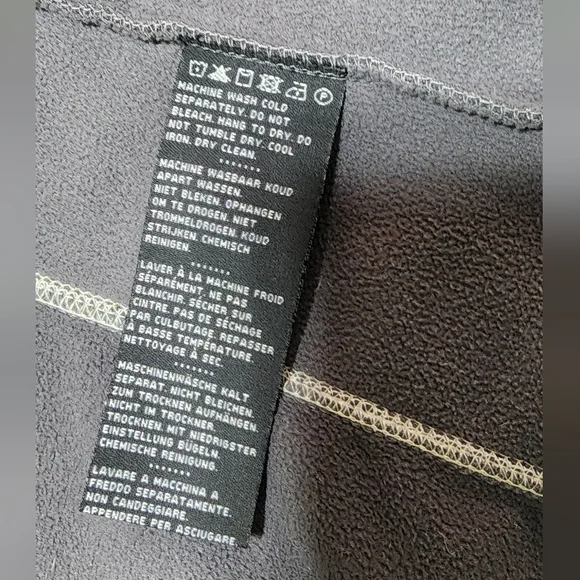 P
MACHINE WASH COLD
SEPARATELY. DO NOT
BLEACH. HANG TO DRY. DO
NOT TUMBLE DRY. COOL
IRON. DRY CLEAN.
MACHINE WASBAAR KOUD
APART WASSEN.
NIET BLEKEN. OPHANGEN
OM TE DROGEN. NIET
TROMMELDROGEN. KOUD
STRIJKEN. CHEMISCH
REINIGEN.
LAVER À LA MACHINE FROID
SÉPARÉMENT. NE PAS
BLANCHIR. SÉCHER SUR
CINTRE. PAS DE SÉCHAGE
PAR CULBUTAGE. REPASSER
À BASSE TEMPÉRATURE
NETTOYAGE À SEC.
MASCHINENWÄSCHE KALT
SEPARAT. NICHT BLEICHEN.
ZUM TROCKNEN AUFHÄNGEN.
NICHT IM TROCKNER
TROCKNEN. MIT NIEDRIGSTER
EINSTELLUNG BÜGELN.
CHEMISCHE REINIGUNG.
LAVARE A MACCHINA A
FREDDO SEPARATAMENTE.
NON CANDEGGIARE.
APPENDERE PER ASCIUGARE.